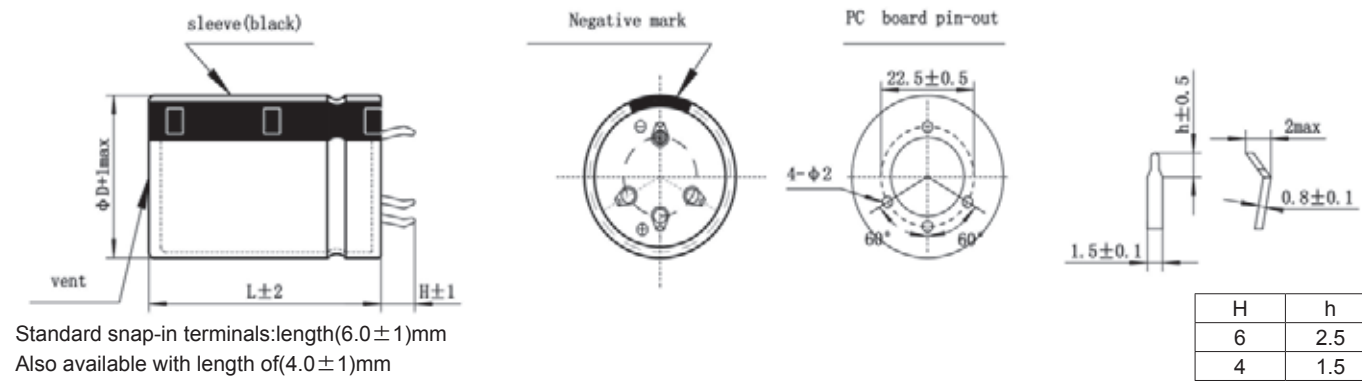 sleeve(black)
Negative mark
PC board pin-out
22.5±0.5
4-φ2
60°
60°
⊖
⊕
φD+1max
vent
L±2
H±1
h±0.5
2max
0.8±0.1
1.5±0.1
Standard snap-in terminals:length(6.0±1)mm
Also available with length of(4.0±1)mm
H h
6 2.5
4 1.5